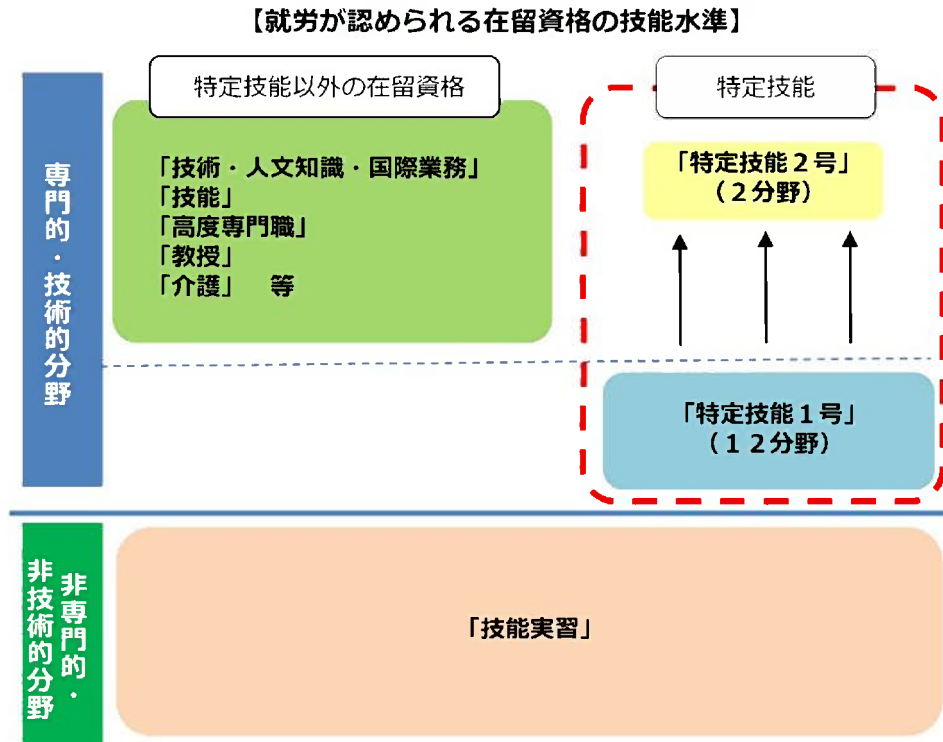 【就労が認められる在留資格の技能水準】
専門的・技術的分野
特定技能以外の在留資格
「技術・人文知識・国際業務」
「技能」
「高度専門職」
「教授」
「介護」　等
特定技能
「特定技能２号」
（２分野）
「特定技能１号」
（１２分野）
非専門的・
非技術的分野
「技能実習」